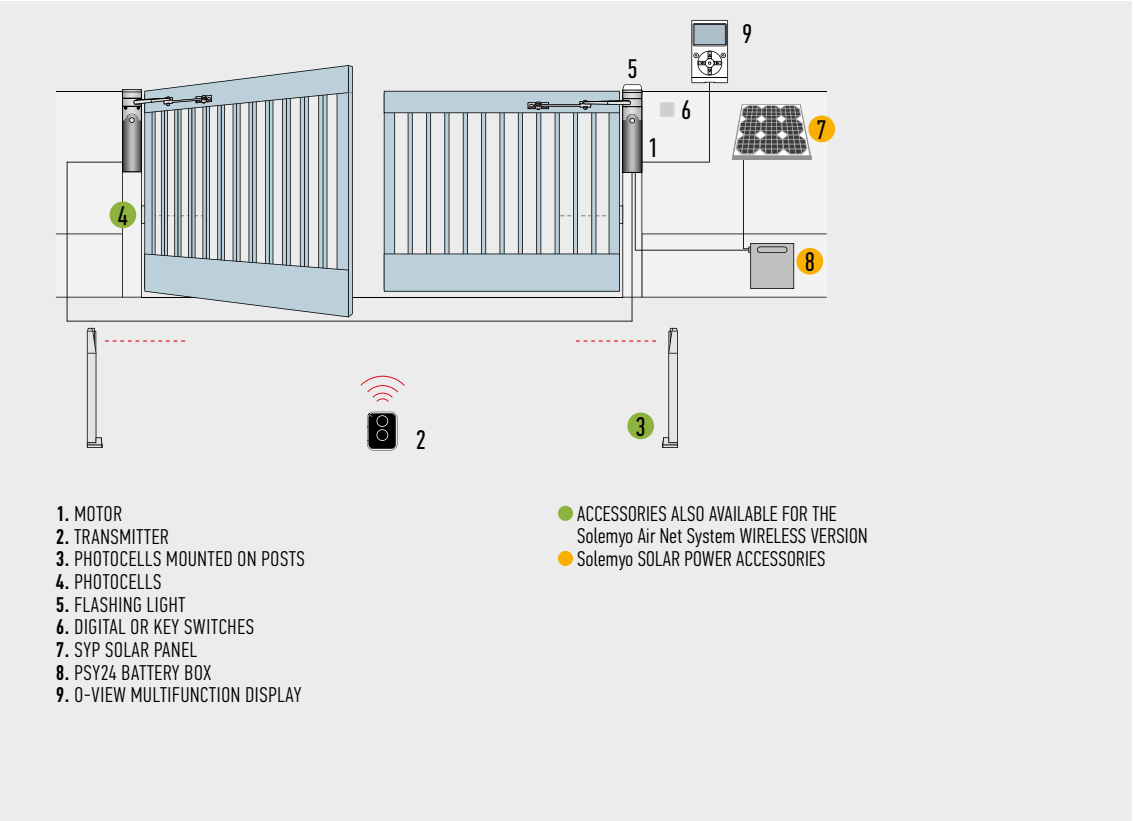 9
5
6
7
1
4
8
3
2
1. MOTOR
2. TRANSMITTER
3. PHOTOCELLS MOUNTED ON POSTS
4. PHOTOCELLS
5. FLASHING LIGHT
6. DIGITAL OR KEY SWITCHES
7. SYP SOLAR PANEL
8. PSY24 BATTERY BOX
9. O-VIEW MULTIFUNCTION DISPLAY
ACCESSORIES ALSO AVAILABLE FOR THE
Solemyo Air Net System WIRELESS VERSION
Solemyo SOLAR POWER ACCESSORIES